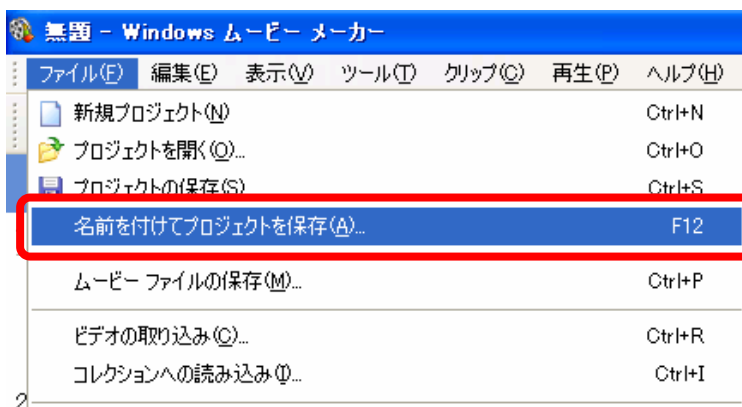 無題 - Windows ムービー メーカー
ファイル(F) 編集(E) 表示(V) ツール(T) クリップ(C) 再生(P) ヘルプ(H)
新規プロジェクト(N) Ctrl+N
プロジェクトを開く(O)... Ctrl+O
プロジェクトの保存(S) Ctrl+S
名前を付けてプロジェクトを保存(A)... F12
ムービー ファイルの保存(M)... Ctrl+P
ビデオの取り込み(C)... Ctrl+R
コレクションへの読み込み(I)... Ctrl+I
2